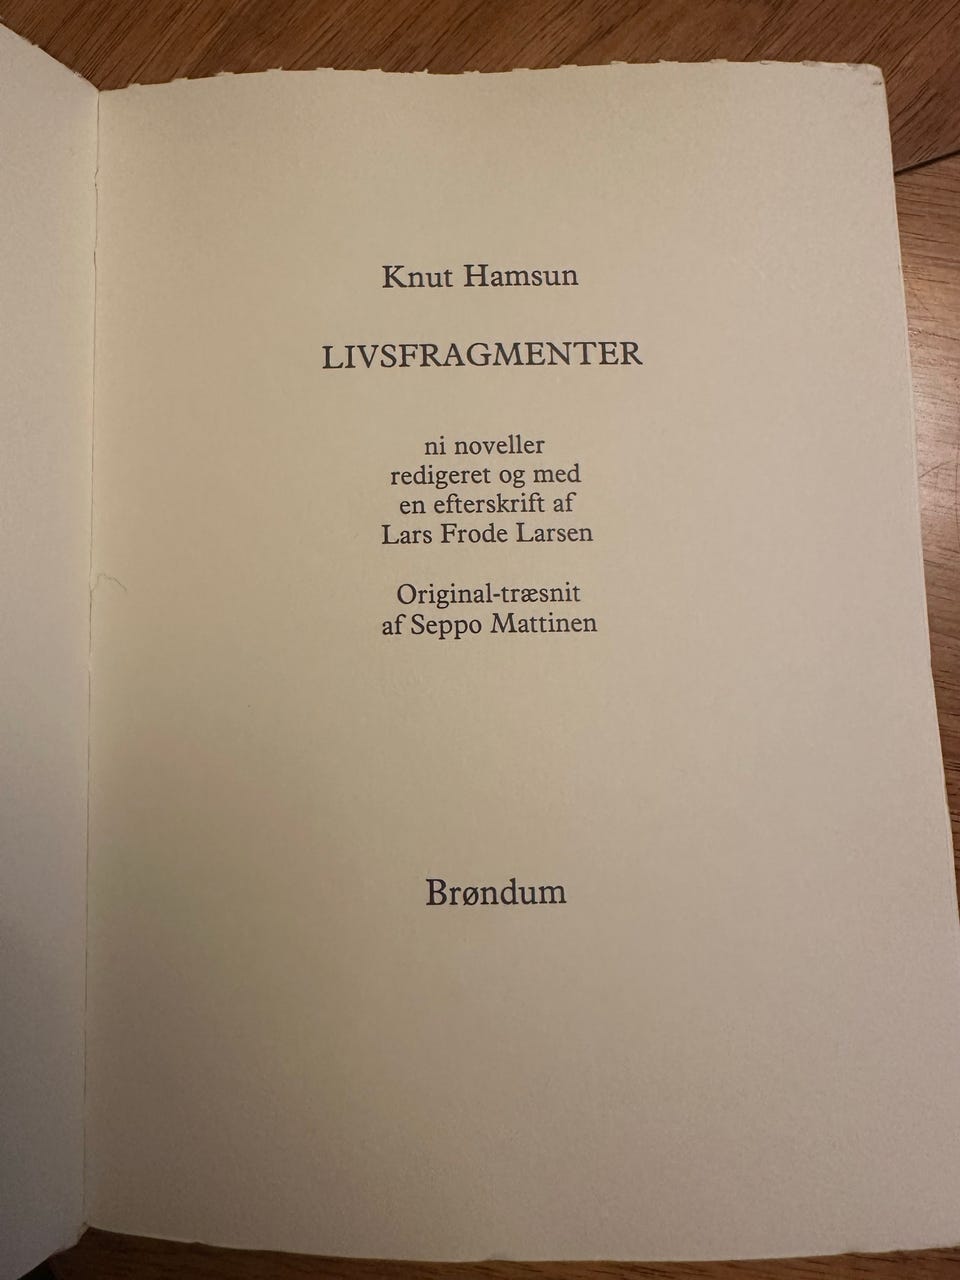 Knut Hamsun
LIVSFRAGMENTER
ni noveller
redigeret og med
en efterskrift af
Lars Frode Larsen
Original-træsnit
af Seppo Mattinen
Brøndum